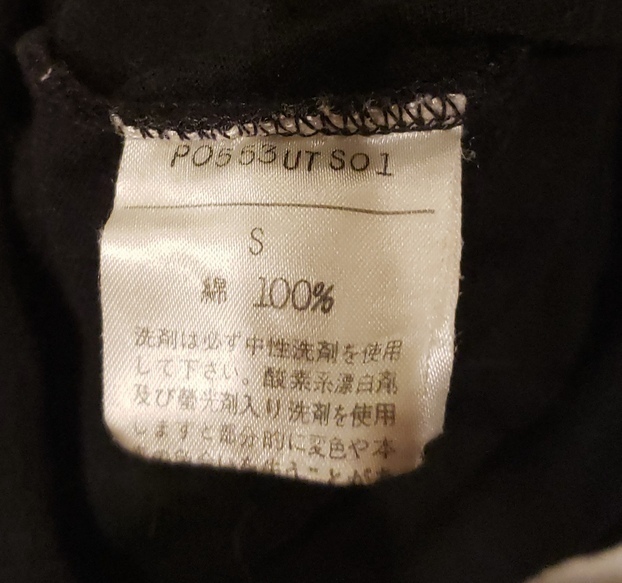 P0553UTS01
S
綿 100%
洗剤は必ず中性洗剤を使用
して下さい。酸素系漂白剤
及び螢光剤入り洗剤を使用
しますと部分的に変色や本